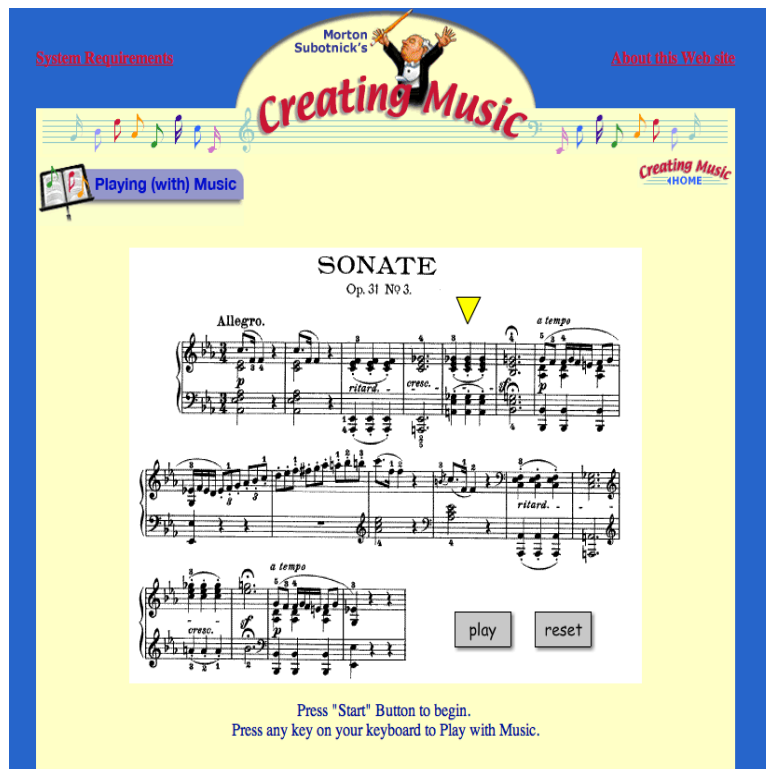 Morton
Subotnick's
System Requirements
About this Web site
Creating Music
Playing (with) Music
Creating Music
HOME
SONATE
Op. 31 No 3.
Allegro.
a tempo
p
ritard.
cresc.
sf
p
ritard.
a tempo
cresc.
sf
p
play
reset
Press "Start" Button to begin.
Press any key on your keyboard to Play with Music.